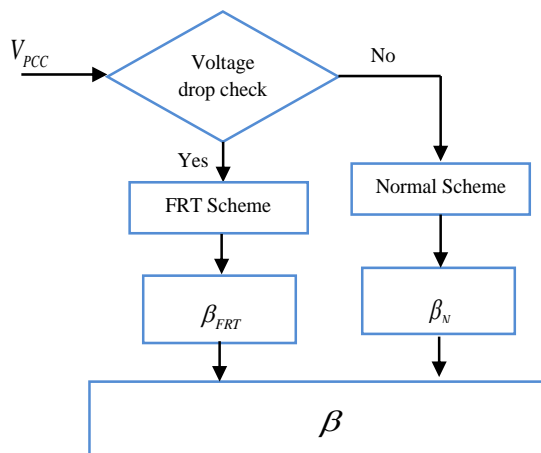 V_PCC
Voltage
drop check
No
Yes
FRT Scheme
Normal Scheme
β_FRT
β_N
β